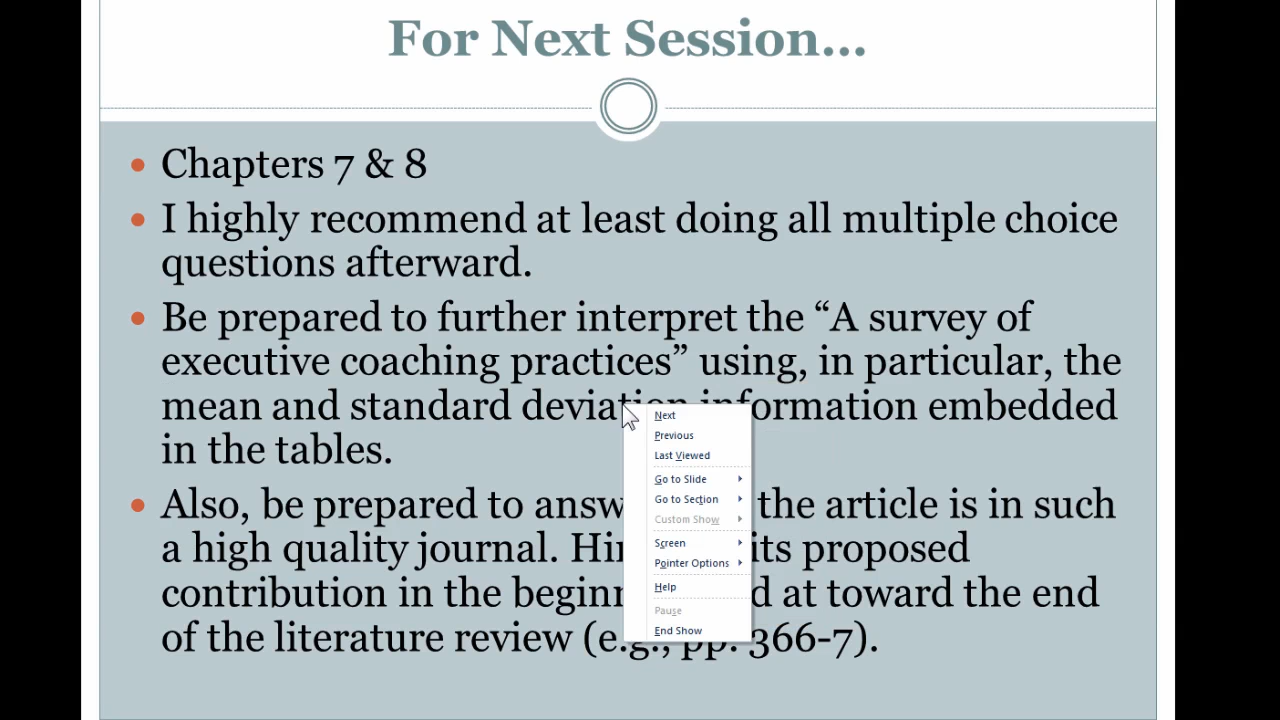 For Next Session...
Chapters 7 & 8
I highly recommend at least doing all multiple choice
questions afterward.
Be prepared to further interpret the “A survey of
executive coaching practices” using, in particular, the
mean and standard deviation information embedded
in the tables.
Also, be prepared to the article is in such
a high quality journal. its proposed
contribution in the at toward the end
of the literature review (e.g., pp. 366-7).
Next
Previous
Last Viewed
Go to Slide
Go to Section
Custom Show
Screen
Pointer Options
Help
Pause
End Show